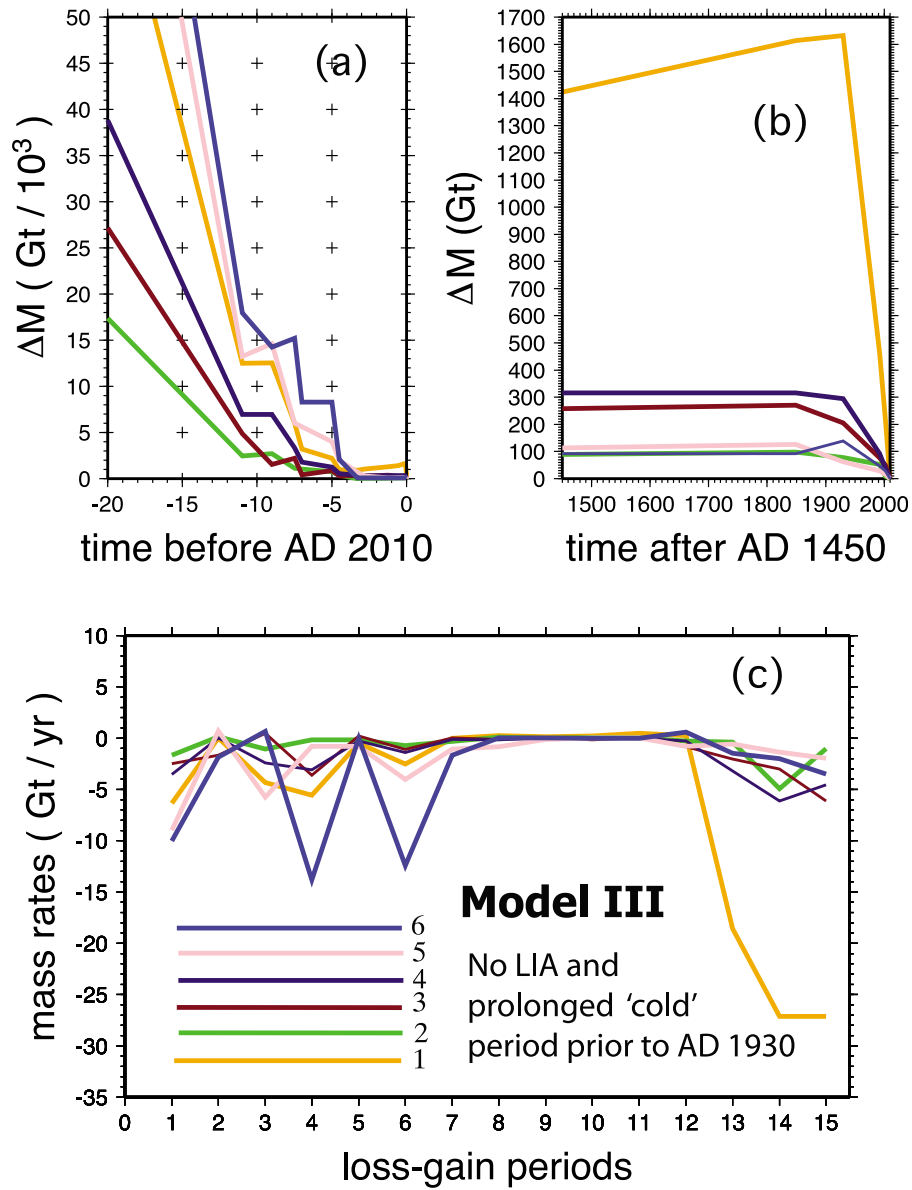 50
45
40
35
30
25
20
15
10
5
0
ΔM ( Gt / 10³ )
(a)
-20 -15 -10 -5 0
time before AD 2010
1700
1600
1500
1400
1300
1200
1100
1000
900
800
700
600
500
400
300
200
100
0
ΔM (Gt)
(b)
1500 1600 1700 1800 1900 2000
time after AD 1450
10
5
0
-5
-10
-15
-20
-25
-30
-35
mass rates ( Gt / yr )
(c)
6
5
4
3
2
1
Model III
No LIA and
prolonged ‘cold’
period prior to AD 1930
0 1 2 3 4 5 6 7 8 9 10 11 12 13 14 15
loss-gain periods